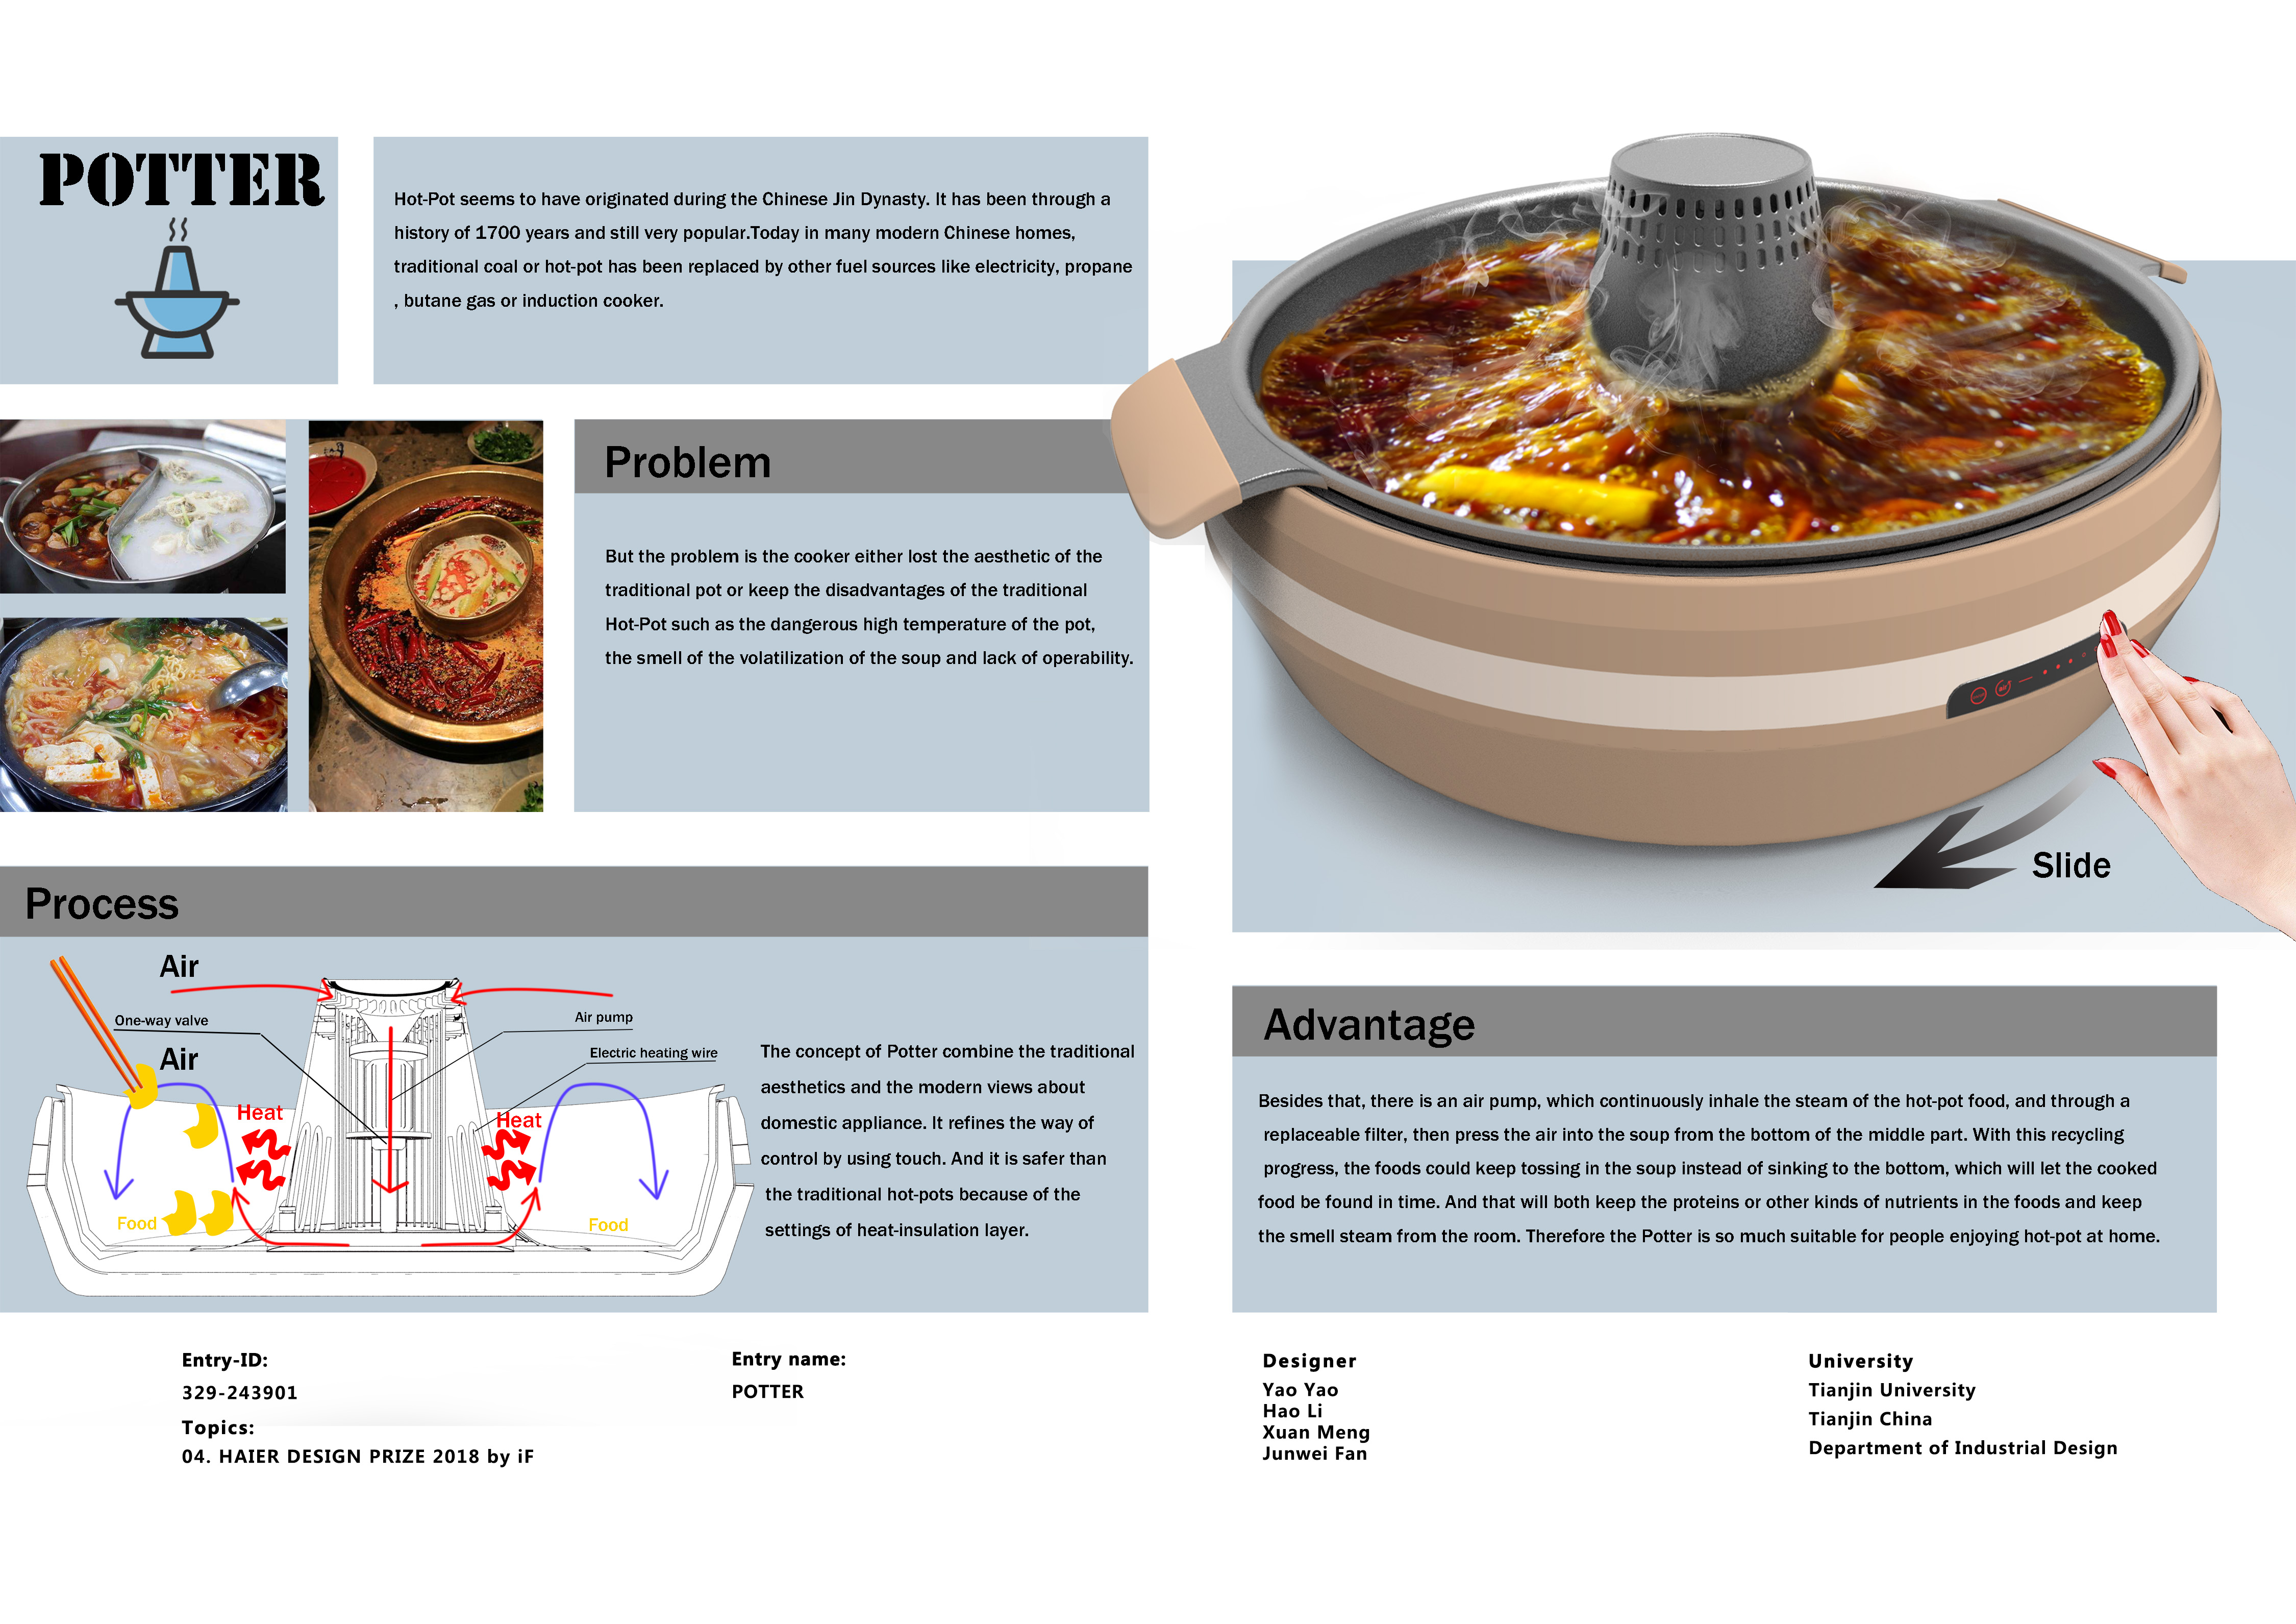 POTTER
Hot-Pot seems to have originated during the Chinese Jin Dynasty. It has been through a
history of 1700 years and still very popular.Today in many modern Chinese homes,
traditional coal or hot-pot has been replaced by other fuel sources like electricity, propane
, butane gas or induction cooker.
Problem
But the problem is the cooker either lost the aesthetic of the
traditional pot or keep the disadvantages of the traditional
Hot-Pot such as the dangerous high temperature of the pot,
the smell of the volatilization of the soup and lack of operability.
Process
Air
One-way valve
Air
Air pump
Electric heating wire
Heat
Heat
Food
Food
The concept of Potter combine the traditional
aesthetics and the modern views about
domestic appliance. It refines the way of
control by using touch. And it is safer than
the traditional hot-pots because of the
settings of heat-insulation layer.
Slide
Advantage
Besides that, there is an air pump, which continuously inhale the steam of the hot-pot food, and through a
replaceable filter, then press the air into the soup from the bottom of the middle part. With this recycling
progress, the foods could keep tossing in the soup instead of sinking to the bottom, which will let the cooked
food be found in time. And that will both keep the proteins or other kinds of nutrients in the foods and keep
the smell steam from the room. Therefore the Potter is so much suitable for people enjoying hot-pot at home.
Entry-ID:
329-243901
Topics:
04. HAIER DESIGN PRIZE 2018 by iF
Entry name:
POTTER
Designer
Yao Yao
Hao Li
Xuan Meng
Junwei Fan
University
Tianjin University
Tianjin China
Department of Industrial Design